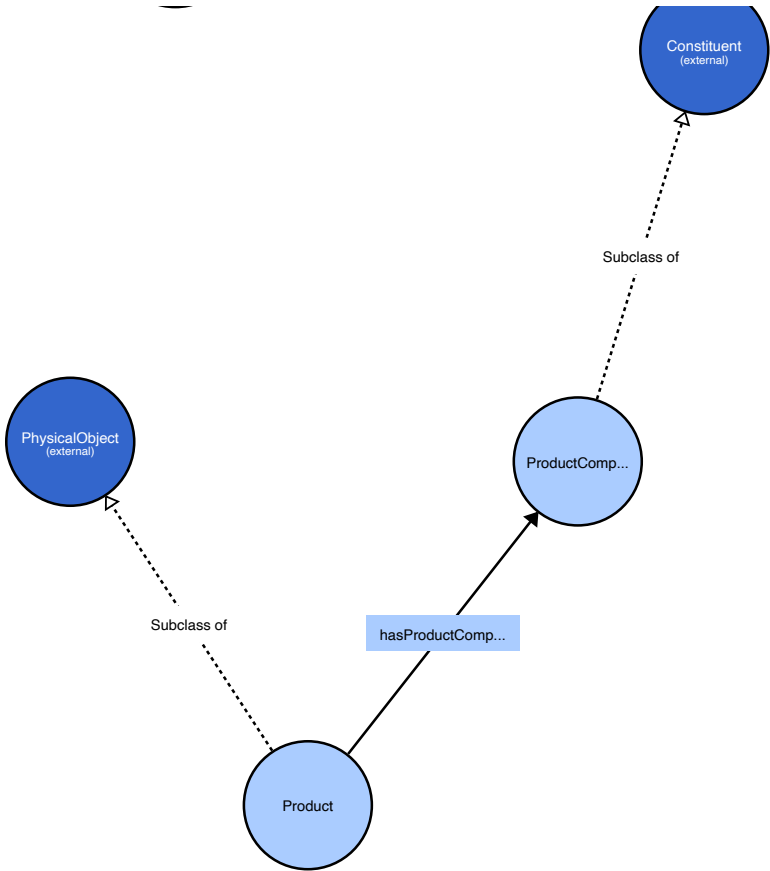 Constituent
(external)
Subclass of
PhysicalObject
(external)
ProductComp...
Subclass of
hasProductComp...
Product